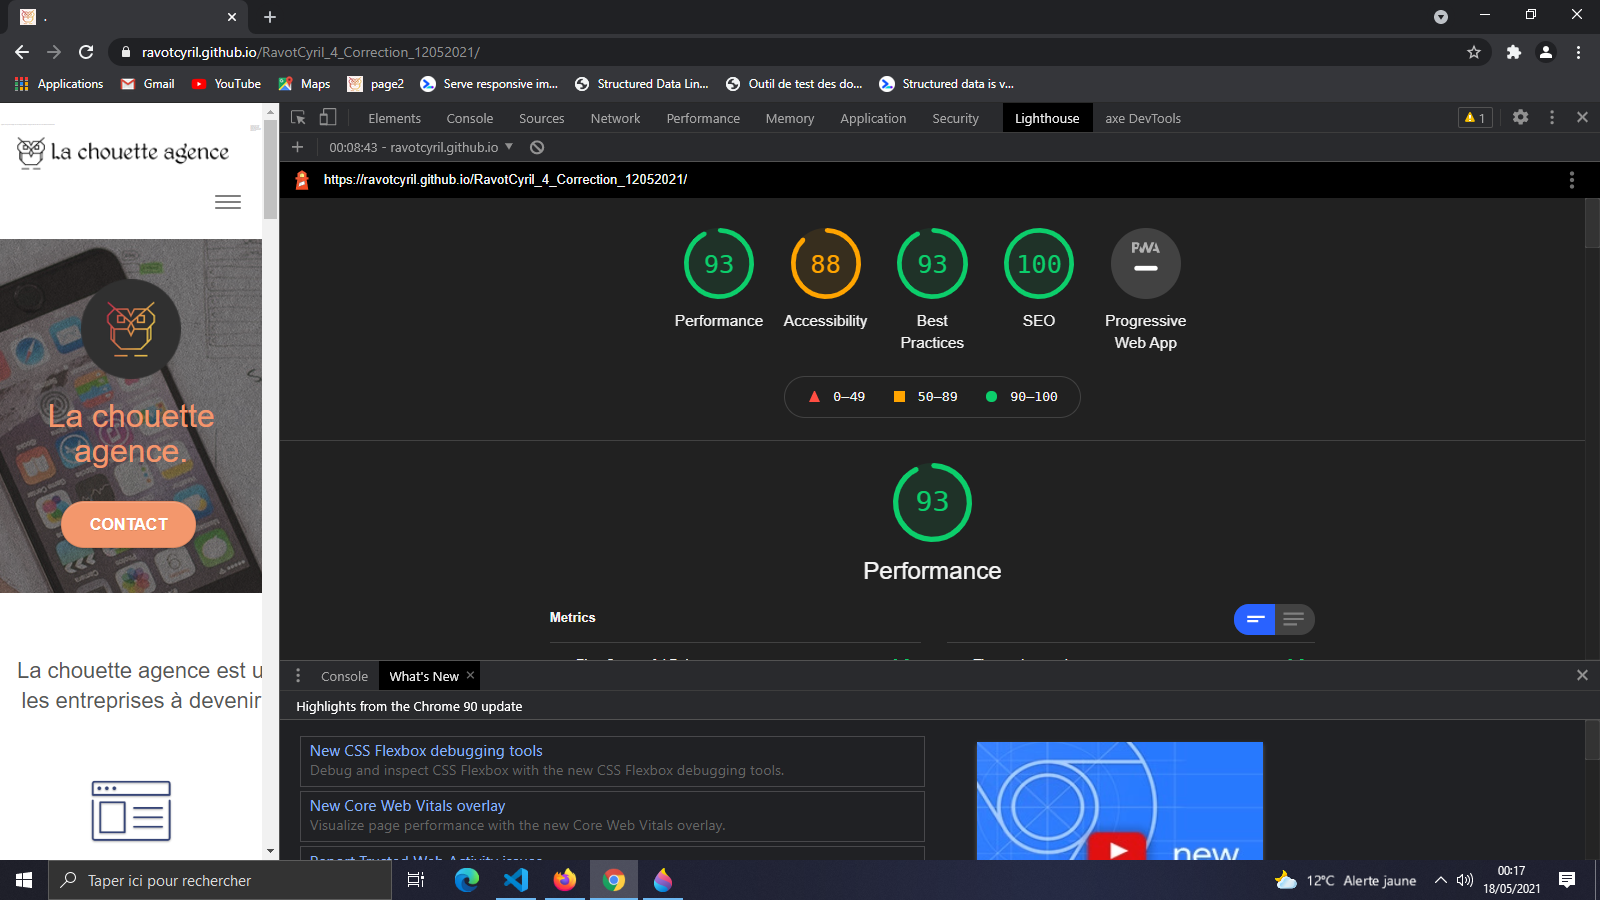 .
ravotcyril.github.io/RavotCyril_4_Correction_12052021/
Applications
Gmail
YouTube
Maps
page2
Serve responsive im...
Structured Data Lin...
Outil de test des do...
Structured data is v...
La chouette agence
La chouette
agence.
CONTACT
La chouette agence est u
les entreprises à devenir
Elements
Console
Sources
Network
Performance
Memory
Application
Security
Lighthouse
axe DevTools
1
00:08:43 - ravotcyril.github.io
https://ravotcyril.github.io/RavotCyril_4_Correction_12052021/
93
88
93
100
PWA
Performance
Accessibility
Best
Practices
SEO
Progressive
Web App
0–49
50–89
90–100
93
Performance
Metrics
Console
What's New
Highlights from the Chrome 90 update
New CSS Flexbox debugging tools
Debug and inspect CSS Flexbox with the new CSS Flexbox debugging tools.
New Core Web Vitals overlay
Visualize page performance with the new Core Web Vitals overlay.
new
Taper ici pour rechercher
12°C Alerte jaune
00:17
18/05/2021